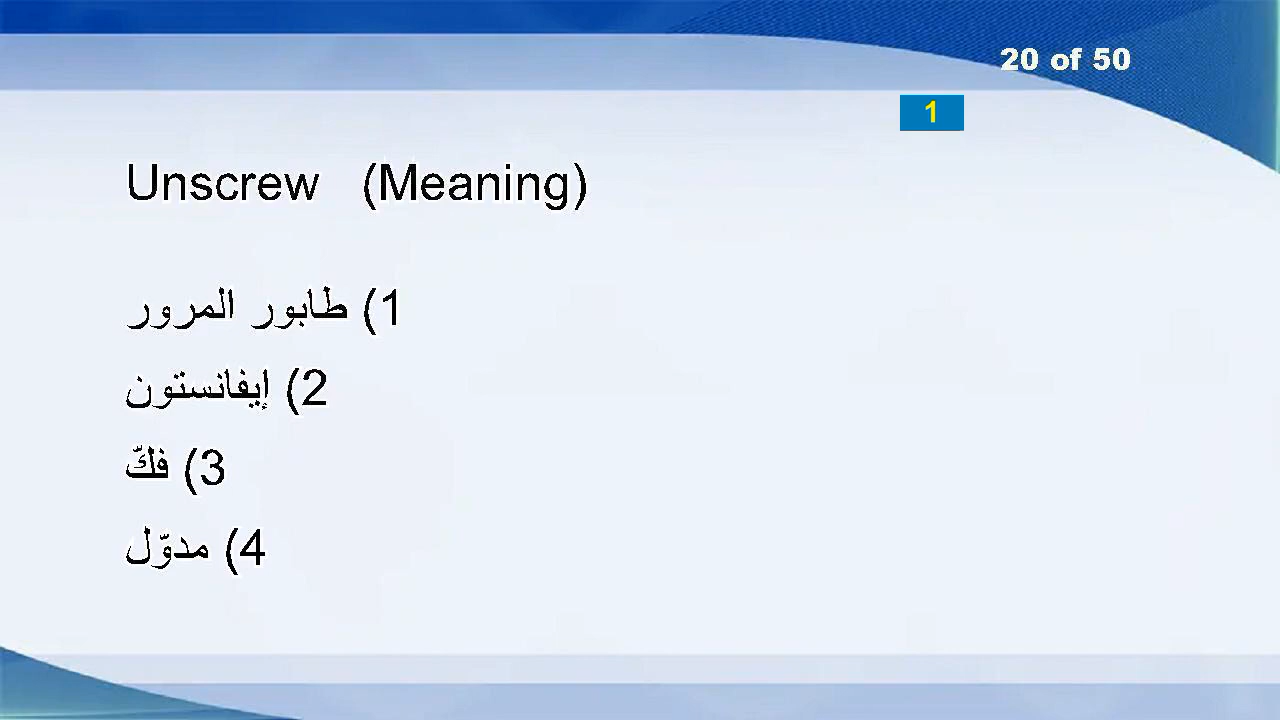 20 of 50
1
Unscrew (Meaning)
1) طابور المرور
2) إيفانستون
3) فكّ
4) مدوّل